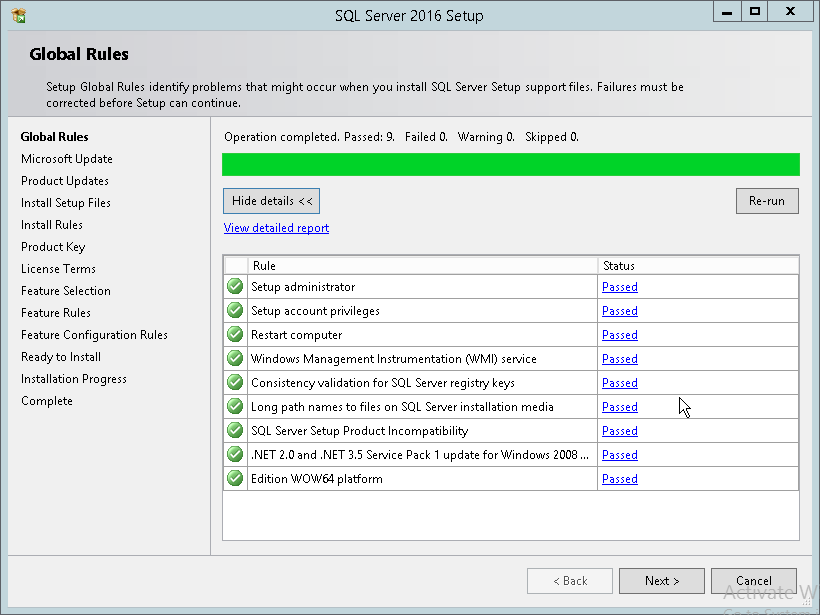 SQL Server 2016 Setup
Global Rules
Setup Global Rules identify problems that might occur when you install SQL Server Setup support files. Failures must be
corrected before Setup can continue.
Global Rules
Microsoft Update
Product Updates
Install Setup Files
Install Rules
Product Key
License Terms
Feature Selection
Feature Rules
Feature Configuration Rules
Ready to Install
Installation Progress
Complete
Operation completed. Passed: 9. Failed 0. Warning 0. Skipped 0.
Hide details <<
Re-run
View detailed report
Rule Status
Setup administrator Passed
Setup account privileges Passed
Restart computer Passed
Windows Management Instrumentation (WMI) service Passed
Consistency validation for SQL Server registry keys Passed
Long path names to files on SQL Server installation media Passed
SQL Server Setup Product Incompatibility Passed
.NET 2.0 and .NET 3.5 Service Pack 1 update for Windows 2008 ... Passed
Edition WOW64 platform Passed
< Back Next > Cancel
Activate W